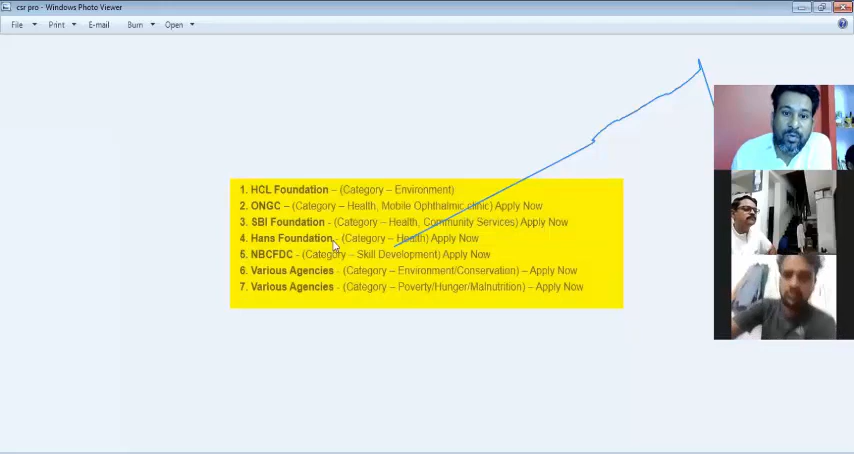 csr pro - Windows Photo Viewer
File Print E-mail Burn Open
1. HCL Foundation – (Category – Environment)
2. ONGC – (Category – Health, Mobile Ophthalmic clinic) Apply Now
3. SBI Foundation - (Category – Health, Community Services) Apply Now
4. Hans Foundation - (Category – Health) Apply Now
5. NBCFDC - (Category – Skill Development) Apply Now
6. Various Agencies - (Category – Environment/Conservation) – Apply Now
7. Various Agencies - (Category – Poverty/Hunger/Malnutrition) – Apply Now